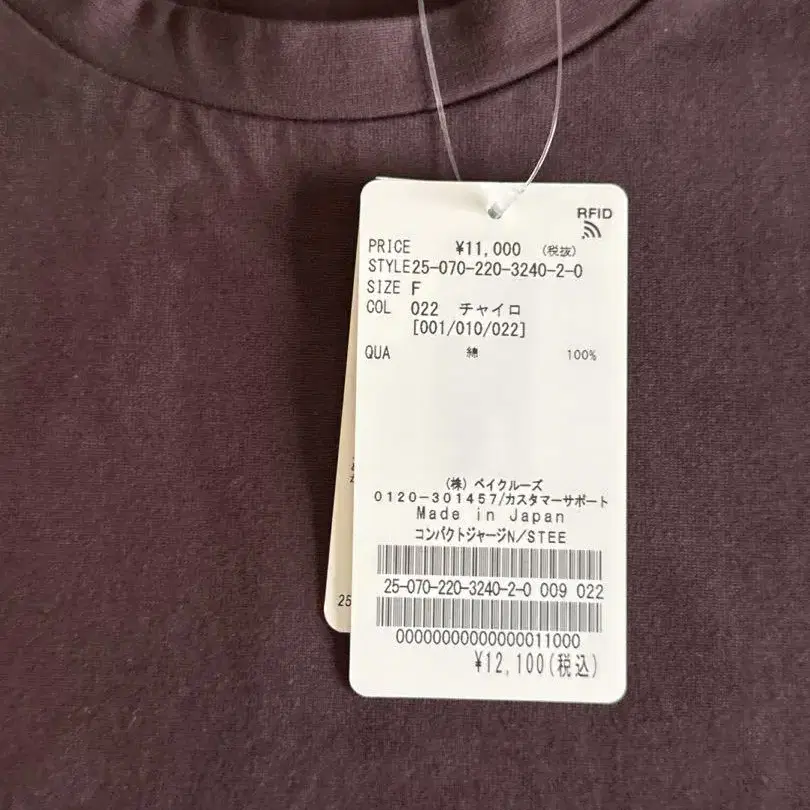 RFID
PRICE ¥11,000 (税抜)
STYLE25-070-220-3240-2-0
SIZE F
COL 022 チャイロ
[001/010/022]
QUA 綿 100%
(株)ベイクルーズ
0120-301457/カスタマーサポート
Made in Japan
コンパクトジャージN/STEE
25-070-220-3240-2-0 009 022
00000000000000011000
¥12,100(税込)
25